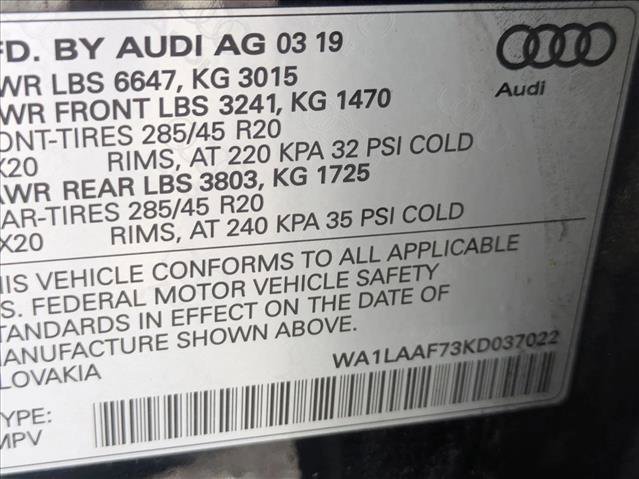 FD. BY AUDI AG 03 19
Audi
WR LBS 6647, KG 3015
WR FRONT LBS 3241, KG 1470
ONT-TIRES 285/45 R20
X20 RIMS, AT 220 KPA 32 PSI COLD
AWR REAR LBS 3803, KG 1725
AR-TIRES 285/45 R20
X20 RIMS, AT 240 KPA 35 PSI COLD
HIS VEHICLE CONFORMS TO ALL APPLICABLE
.S. FEDERAL MOTOR VEHICLE SAFETY
TANDARDS IN EFFECT ON THE DATE OF
MANUFACTURE SHOWN ABOVE.
LOVAKIA
WA1LAAF73KD037022
YPE:
MPV